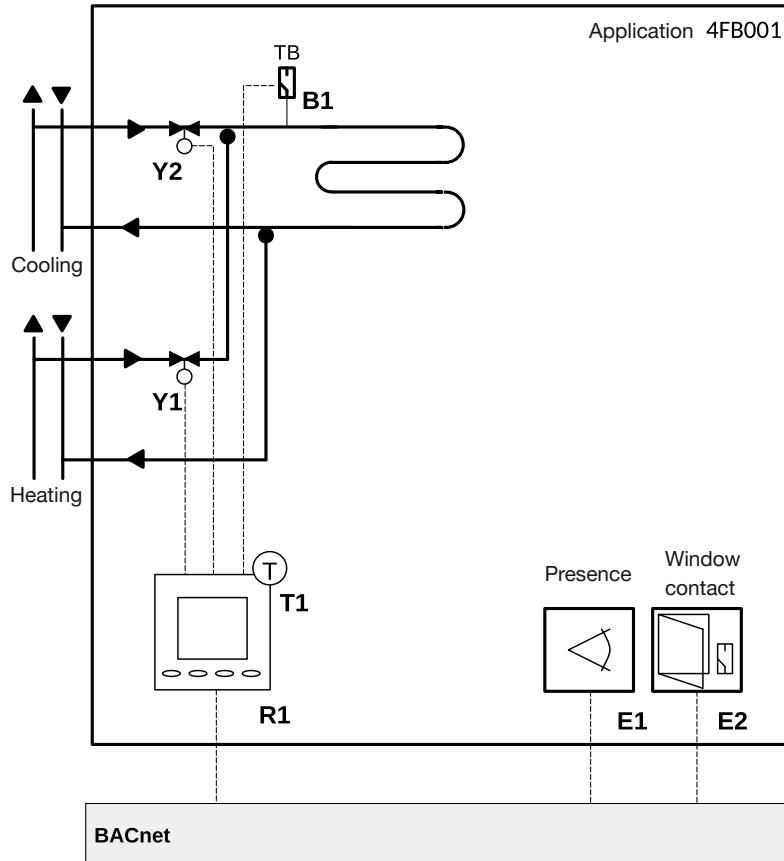 Application 4FB001
TB
B1
Y2
Cooling
Y1
Heating
T
T1
R1
Presence
Window
contact
E1
E2
BACnet